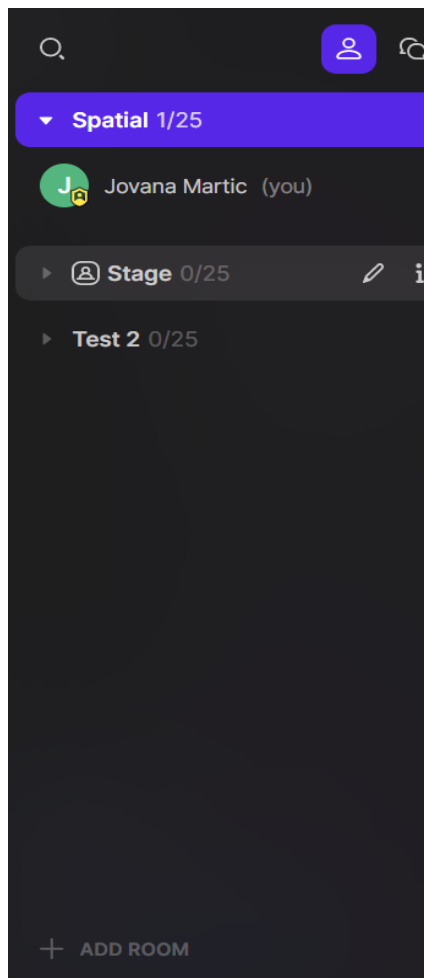 Spatial 1/25
J Jovana Martic (you)
Stage 0/25
Test 2 0/25
ADD ROOM